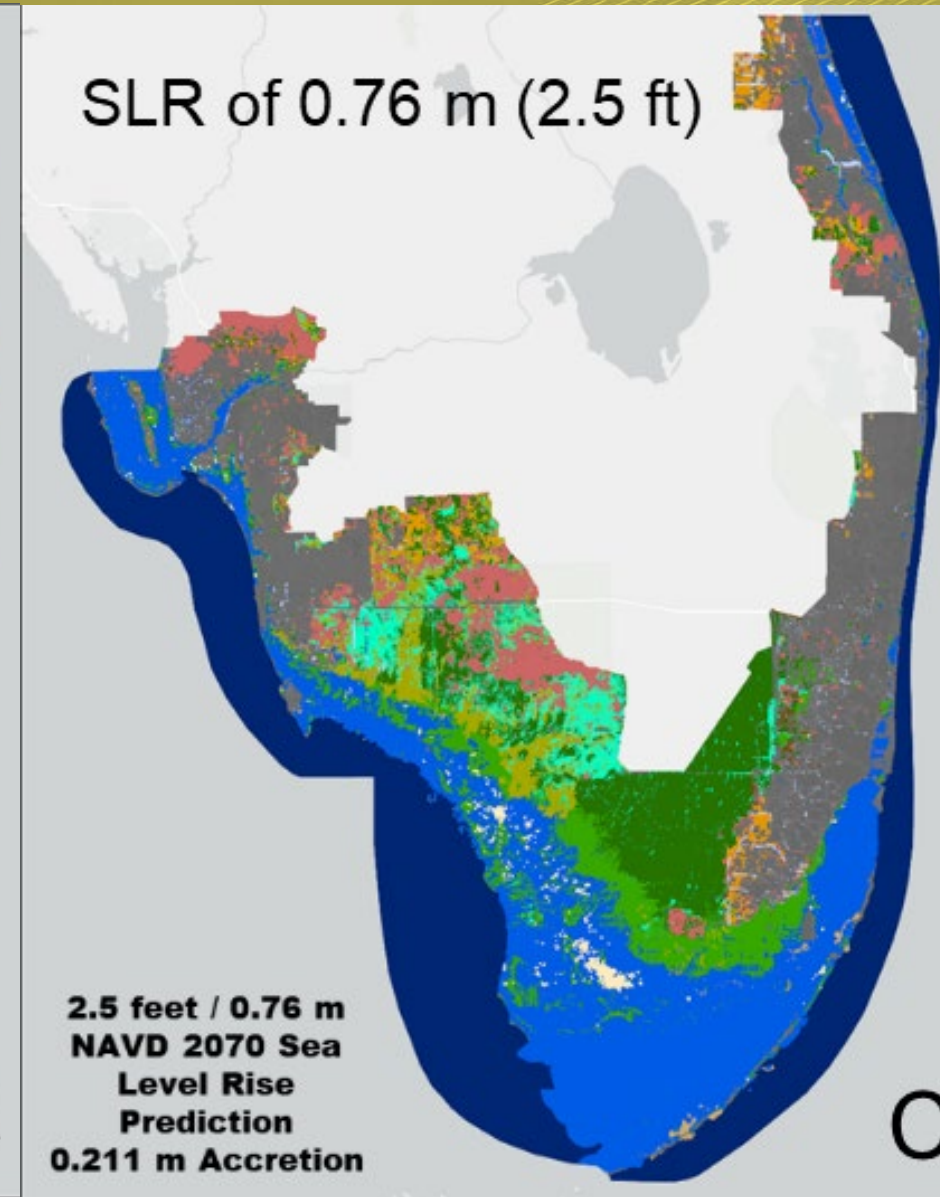 SLR of 0.76 m (2.5 ft)
2.5 feet / 0.76 m
NAVD 2070 Sea
Level Rise
Prediction
0.211 m Accretion